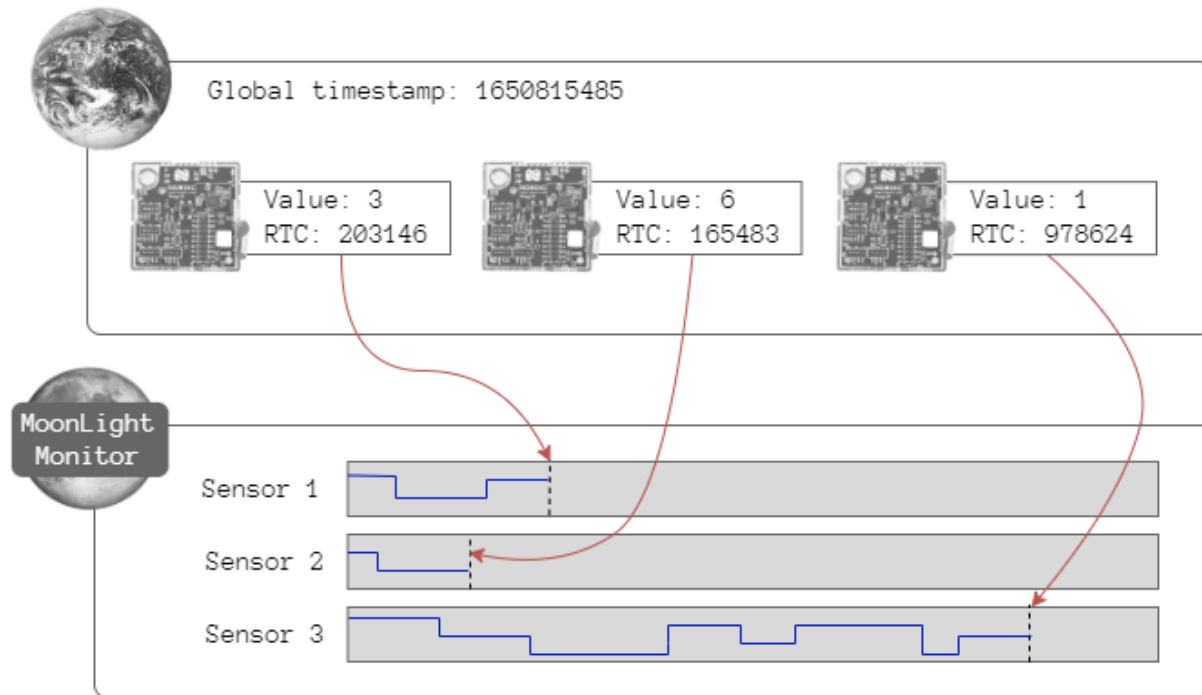 Global timestamp: 1650815485
Value: 3
RTC: 203146
Value: 6
RTC: 165483
Value: 1
RTC: 978624
MoonLight
Monitor
Sensor 1
Sensor 2
Sensor 3